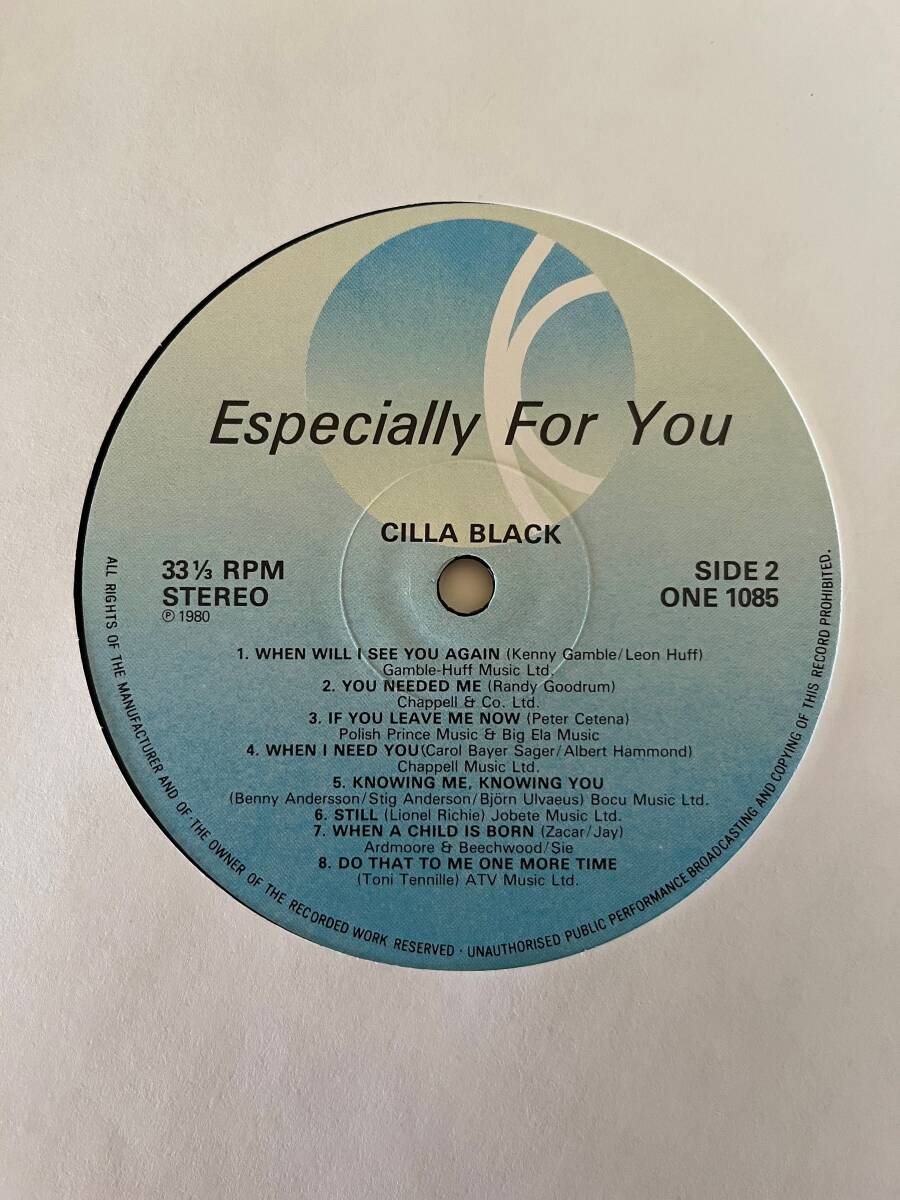 Especially For You
CILLA BLACK
33 ⅓ RPM
STEREO
℗ 1980
SIDE 2
ONE 1085
1. WHEN WILL I SEE YOU AGAIN (Kenny Gamble/Leon Huff)
Gamble-Huff Music Ltd.
2. YOU NEEDED ME (Randy Goodrum)
Chappell & Co. Ltd.
3. IF YOU LEAVE ME NOW (Peter Cetena)
Polish Prince Music & Big Ela Music
4. WHEN I NEED YOU(Carol Bayer Sager/Albert Hammond)
Chappell Music Ltd.
5. KNOWING ME, KNOWING YOU
(Benny Andersson/Stig Anderson/Björn Ulvaeus) Bocu Music Ltd.
6. STILL (Lionel Richie) Jobete Music Ltd.
7. WHEN A CHILD IS BORN (Zacar/Jay)
Ardmoore & Beechwood/Sie
8. DO THAT TO ME ONE MORE TIME
(Toni Tennille) ATV Music Ltd.
ALL RIGHTS OF THE MANUFACTURER AND OF THE OWNER OF THE RECORDED WORK RESERVED · UNAUTHORISED PUBLIC PERFORMANCE BROADCASTING AND COPYING OF THIS RECORD PROHIBITED.